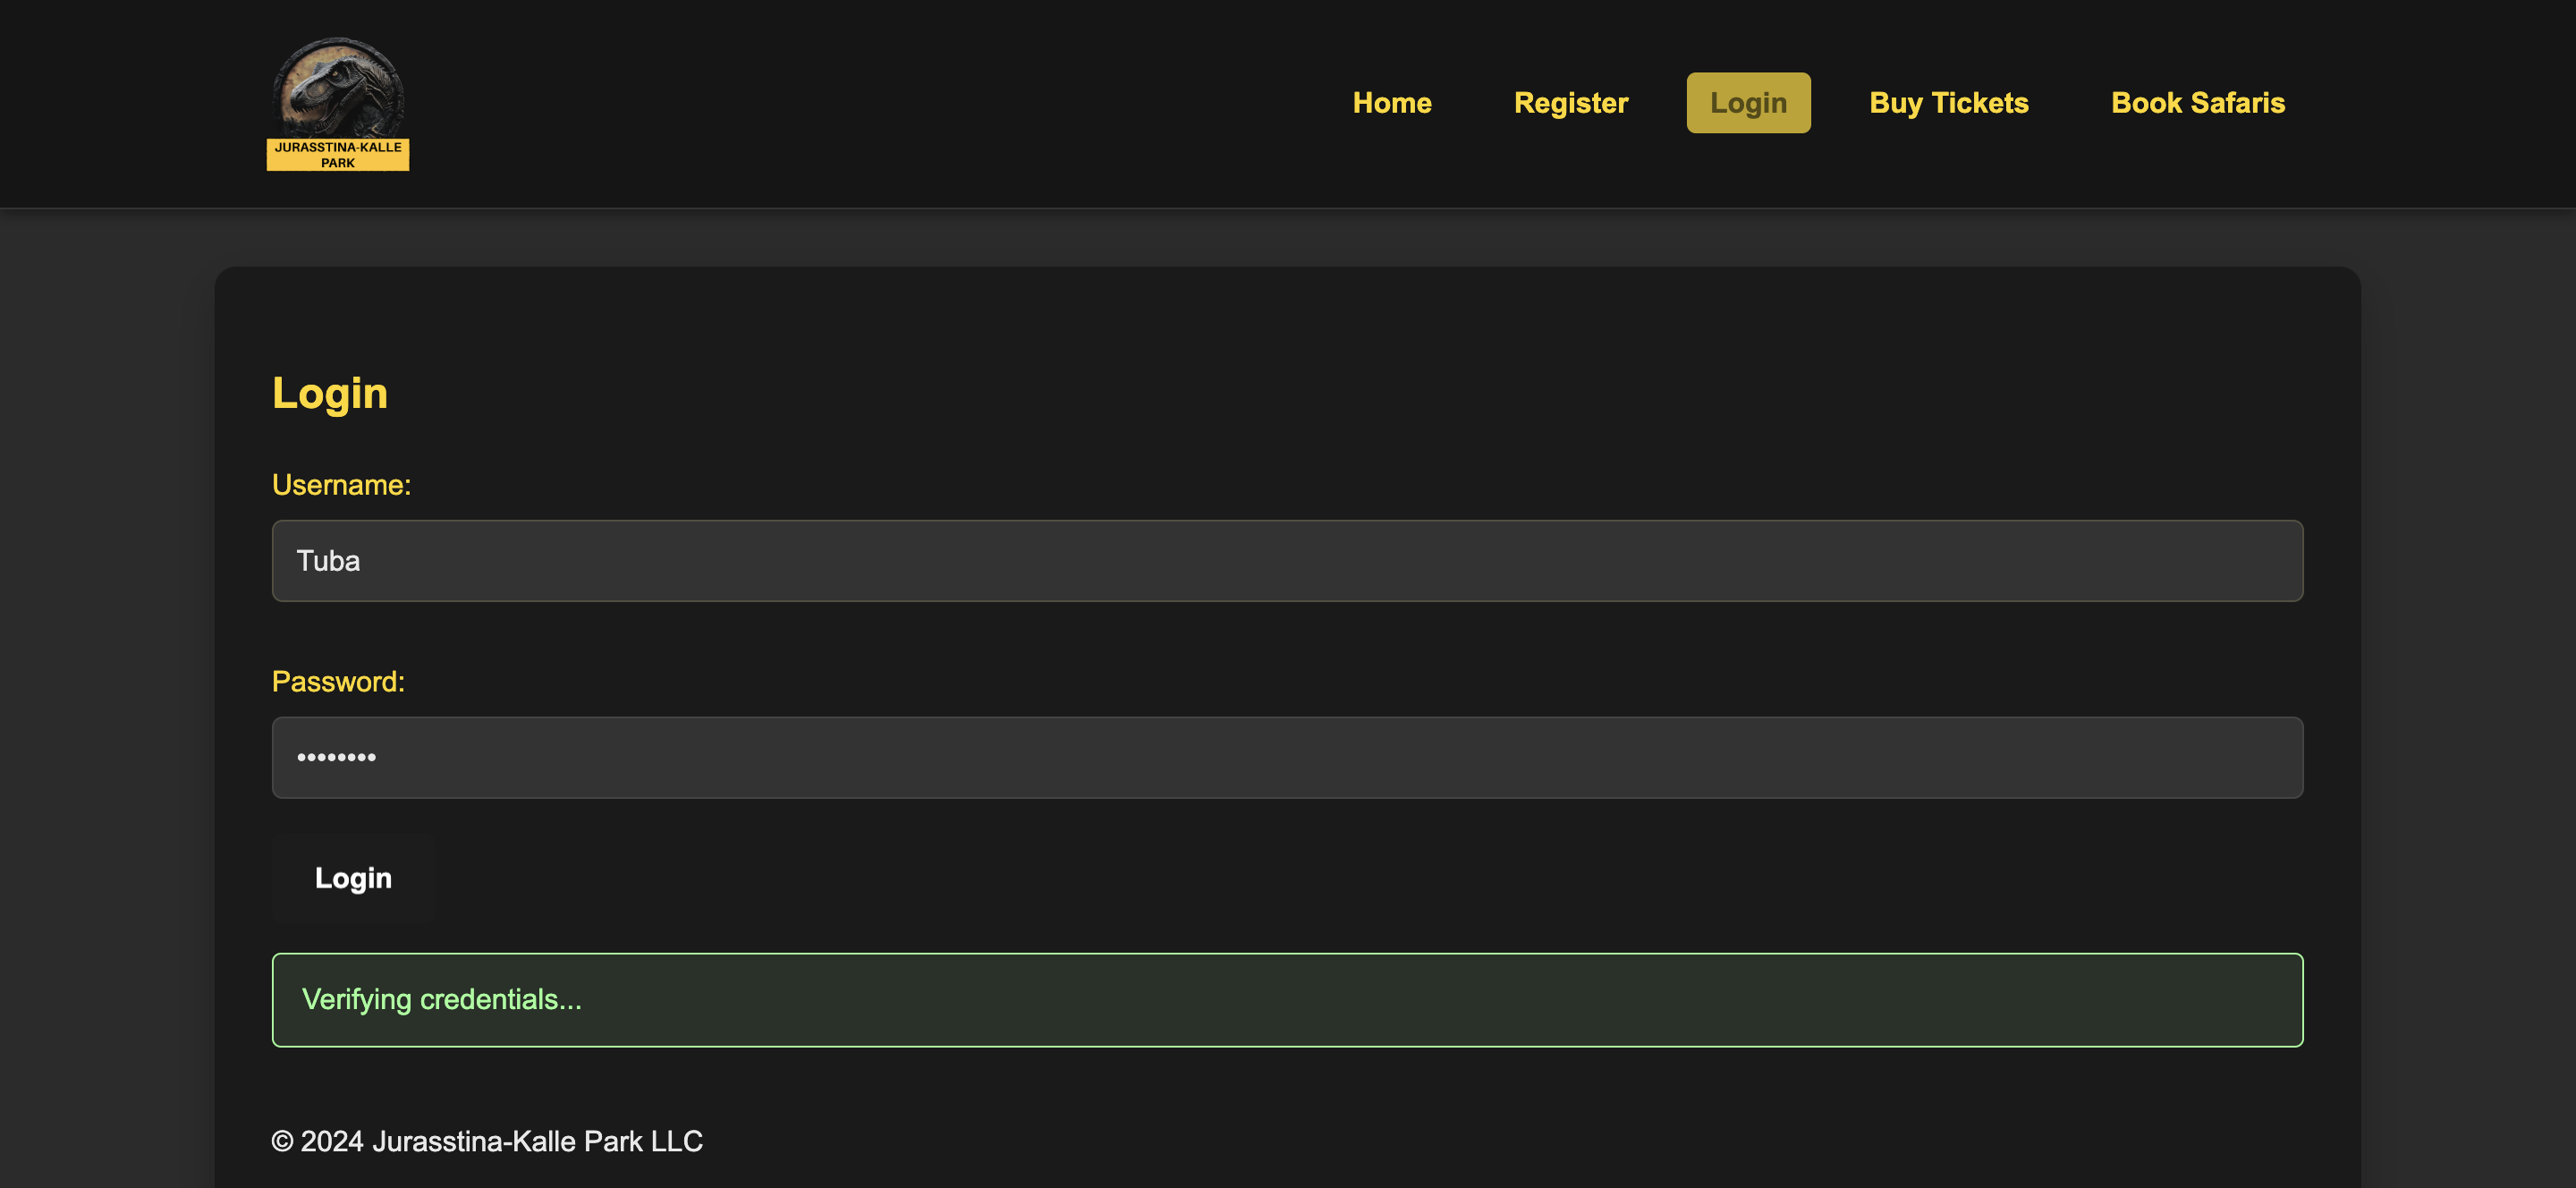 JURASSTINA-KALLE
PARK
Home Register Login Buy Tickets Book Safaris
Login
Username:
Tuba
Password:
••••••••
Login
Verifying credentials...
© 2024 Jurasstina-Kalle Park LLC